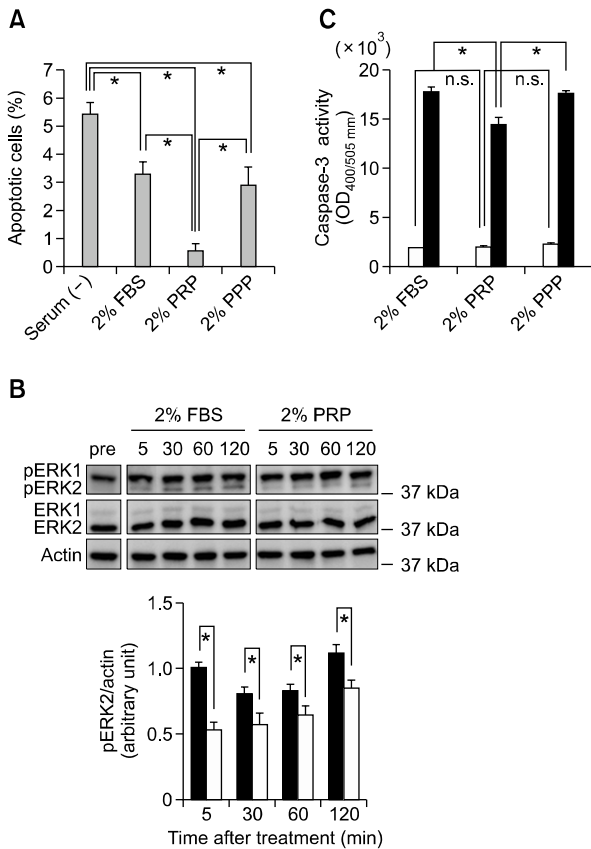 A
Apoptotic cells (%)
7
6
5
4
3
2
1
0
* * *
*
* *
Serum (−)
2% FBS
2% PRP
2% PPP
C
(×10³)
Caspase-3 activity
(OD400/505 mm)
20
15
10
5
0
* *
n.s. n.s.
2% FBS
2% PRP
2% PPP
B
2% FBS 2% PRP
pre 5 30 60 120 5 30 60 120
pERK1
pERK2
37 kDa
ERK1
ERK2
37 kDa
Actin
37 kDa
pERK2/actin
(arbitrary unit)
1.5
1.0
0.5
0
* * * *
5 30 60 120
Time after treatment (min)